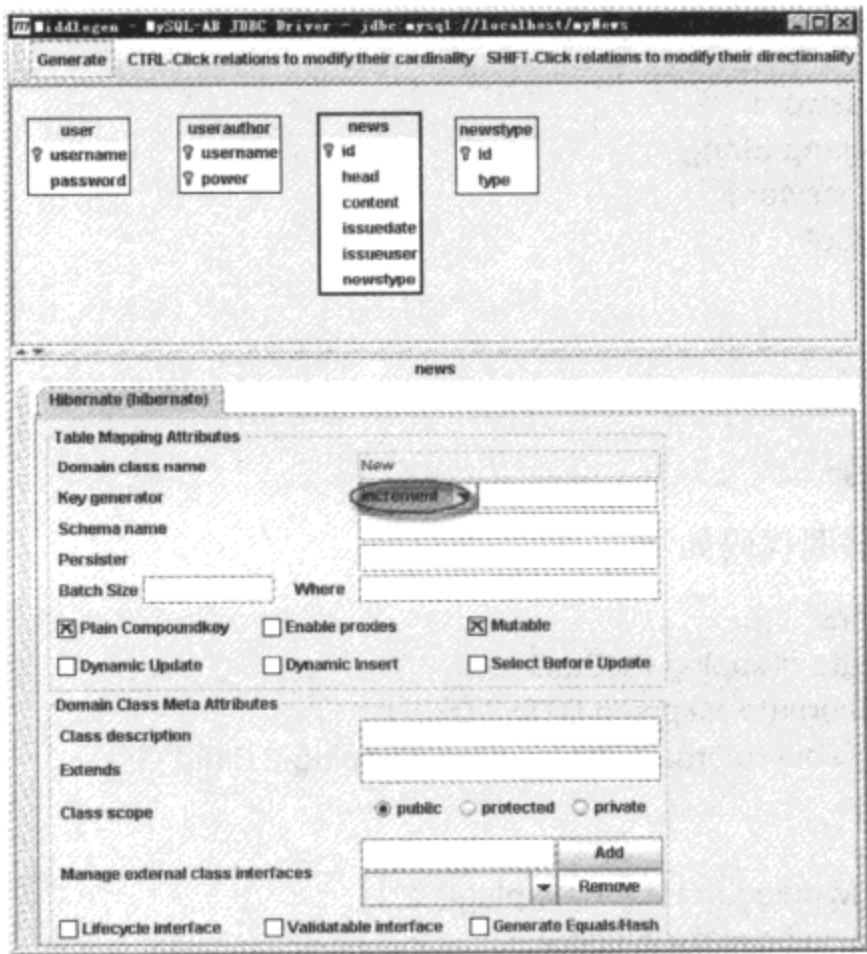 Middlegen - MySQL-AB JDBC Driver - jdbc:mysql://localhost/myNews
Generate CTRL-Click relations to modify their cardinality SHIFT-Click relations to modify their directionality
user
username
password
userauthor
username
power
news
id
head
content
issuedate
issueuser
newstype
newstype
id
type
news
Hibernate (hibernate)
Table Mapping Attributes
Domain class name New
Key generator increment
Schema name
Persister
Batch Size Where
Plain Compoundkey Enable proxies Mutable
Dynamic Update Dynamic Insert Select Before Update
Domain Class Meta Attributes
Class description
Extends
Class scope public protected private
Add
Manage external class interfaces
Remove
Lifecycle interface Validatable interface Generate Equals/Hash